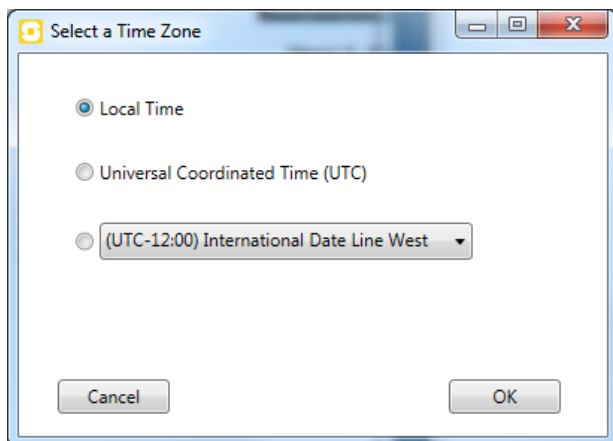 Select a Time Zone
Local Time
Universal Coordinated Time (UTC)
(UTC-12:00) International Date Line West
Cancel
OK